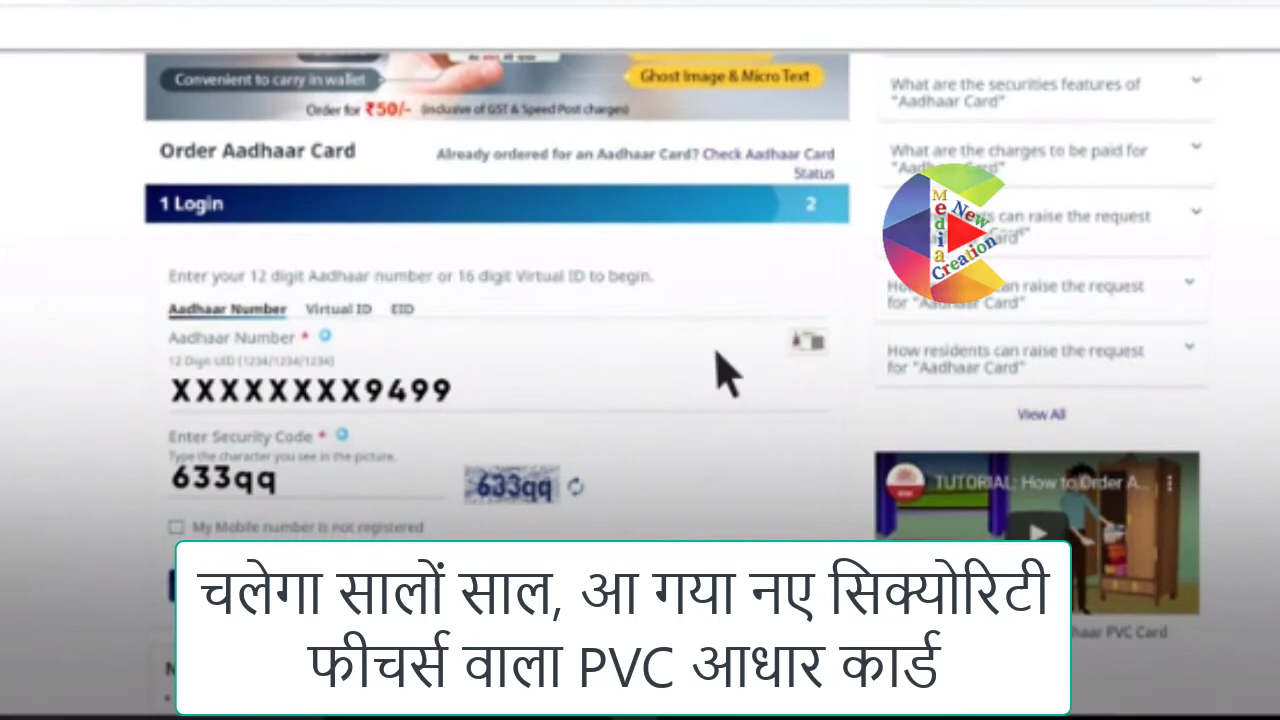 Convenient to carry in wallet
Ghost Image & Micro Text
Order for ₹50/- (inclusive of GST & Speed Post charges)
Order Aadhaar Card
Already ordered for an Aadhaar Card? Check Aadhaar Card
Status
1 Login
2
Enter your 12 digit Aadhaar number or 16 digit Virtual ID to begin.
Aadhaar Number Virtual ID EID
Aadhaar Number *
12 Digit UID (1234/1234/1234)
XXXXXXXX9499
Enter Security Code *
Type the character you see in the picture.
633qq
633qq
My Mobile number is not registered
What are the securities features of
"Aadhaar Card"
What are the charges to be paid for
Card"
can raise the request
can raise the request
for "Aadhaar Card"
How residents can raise the request
for "Aadhaar Card"
View All
Media
New
Creation
TUTORIAL: How to Order A...
PVC Card
चलेगा सालों साल, आ गया नए सिक्योरिटी
फीचर्स वाला PVC आधार कार्ड